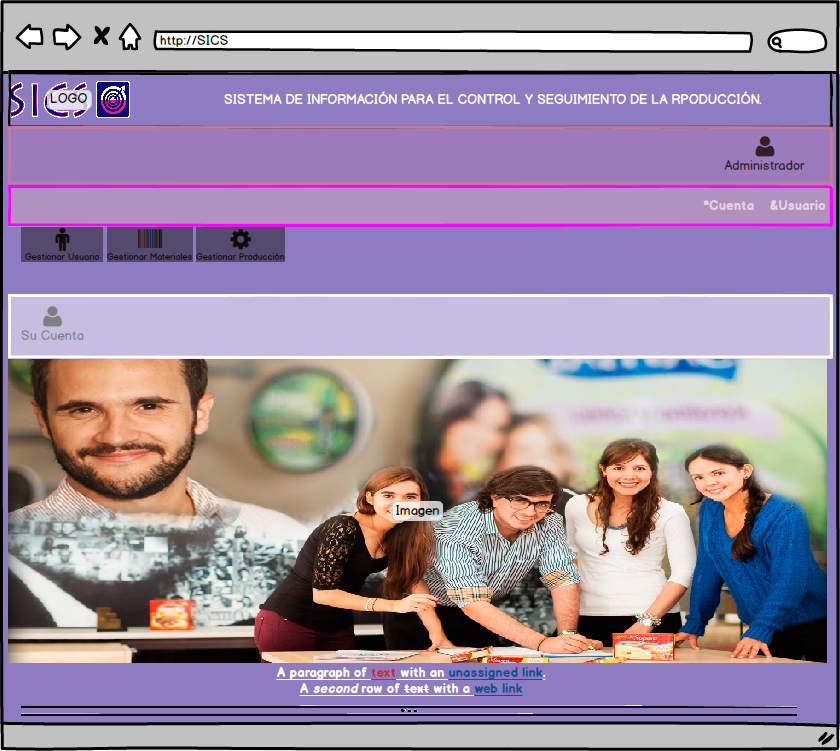 http://SICS
SICS LOGO
SISTEMA DE INFORMACIÓN PARA EL CONTROL Y SEGUIMIENTO DE LA RPODUCCIÓN.
Administrador
*Cuenta &Usuario
Gestionar Usuario Gestionar Materiales Gestionar Producción
Su Cuenta
Imagen
A paragraph of text with an unassigned link.
A second row of text with a web link